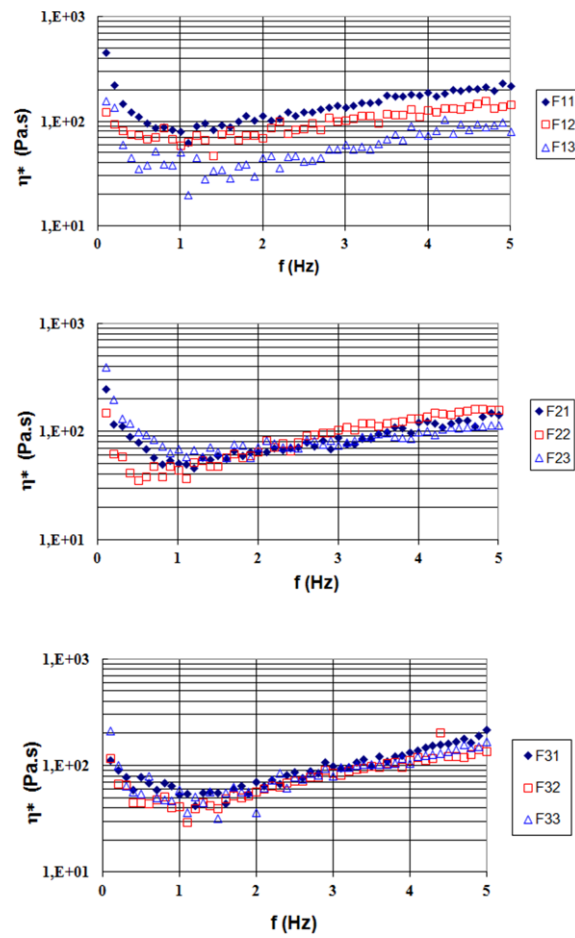 1,E+03
1,E+02
1,E+01
η* (Pa.s)
0 1 2 3 4 5
f (Hz)
F11
F12
F13
1,E+03
1,E+02
1,E+01
η* (Pa.s)
0 1 2 3 4 5
f (Hz)
F21
F22
F23
1,E+03
1,E+02
1,E+01
η* (Pa.s)
0 1 2 3 4 5
f (Hz)
F31
F32
F33